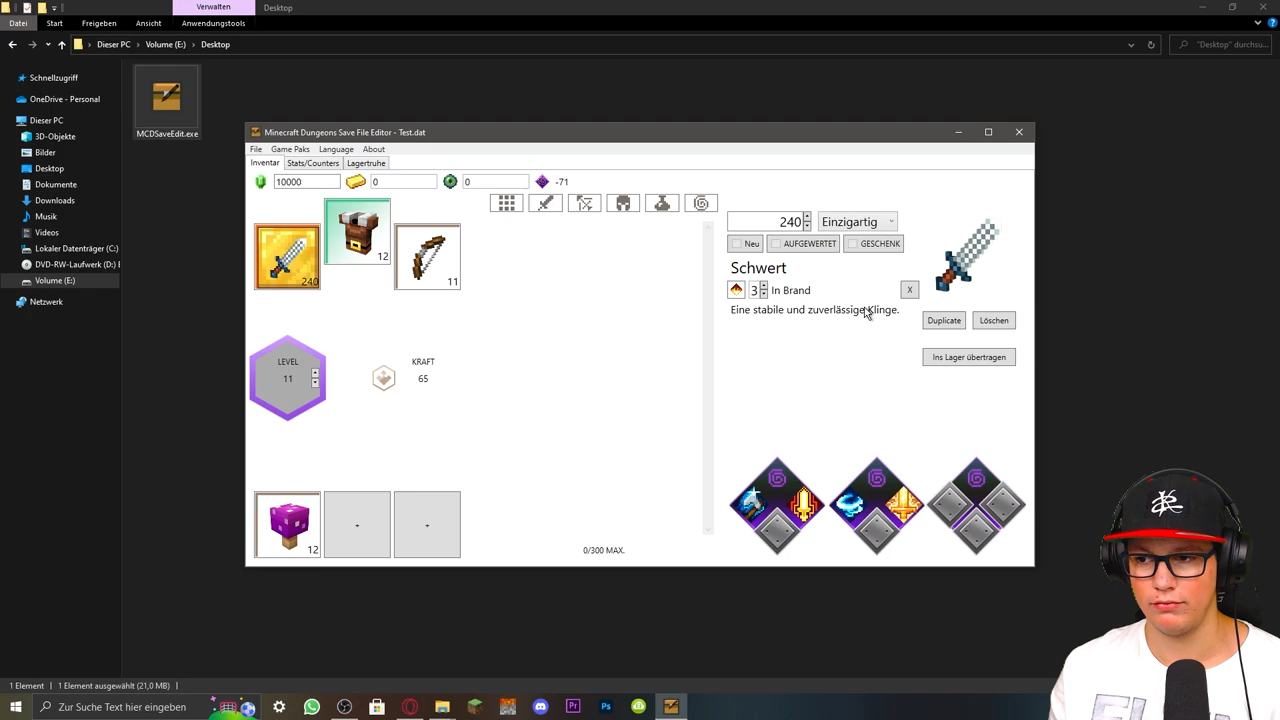 Datei
Start
Freigeben
Ansicht
Verwalten
Anwendungstools
Desktop
Dieser PC
Volume (E:)
Desktop
"Desktop" durchsu...
Schnellzugriff
OneDrive - Personal
Dieser PC
3D-Objekte
Bilder
Desktop
Dokumente
Downloads
Musik
Videos
Lokaler Datenträger (C:)
DVD-RW-Laufwerk (D:) E
Volume (E:)
Netzwerk
MCDSaveEdit.exe
Minecraft Dungeons Save File Editor - Test.dat
File Game Paks Language About
Inventar Stats/Counters Lagertruhe
10000 0 0 -71
240
12
11
LEVEL
11
KRAFT
65
12
+
+
0/300 MAX.
240 Einzigartig
Neu AUFGEWERTET GESCHENK
Schwert
3 In Brand X
Eine stabile und zuverlässige Klinge.
Duplicate Löschen
Ins Lager übertragen
1 Element 1 Element ausgewählt (21,0 MB)
Zur Suche Text hier eingeben
Pr
Ps